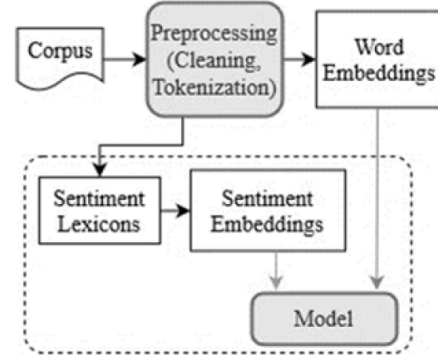 Corpus
Preprocessing
(Cleaning,
Tokenization)
Word
Embeddings
Sentiment
Lexicons
Sentiment
Embeddings
Model